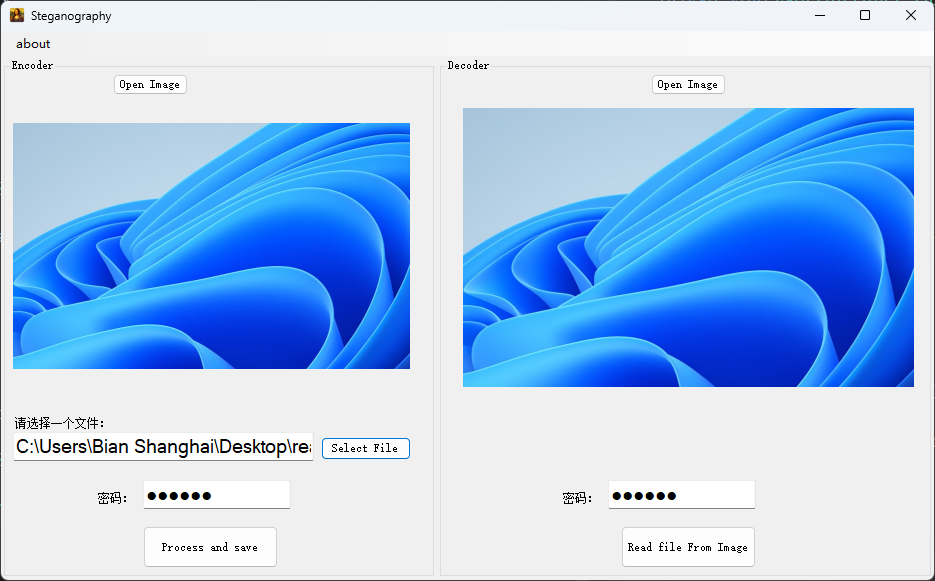 Steganography
about
Encoder
Open Image
请选择一个文件:
C:\Users\Bian Shanghai\Desktop\rea
Select File
密码:
●●●●●●
Process and save
Decoder
Open Image
密码:
●●●●●●
Read file From Image